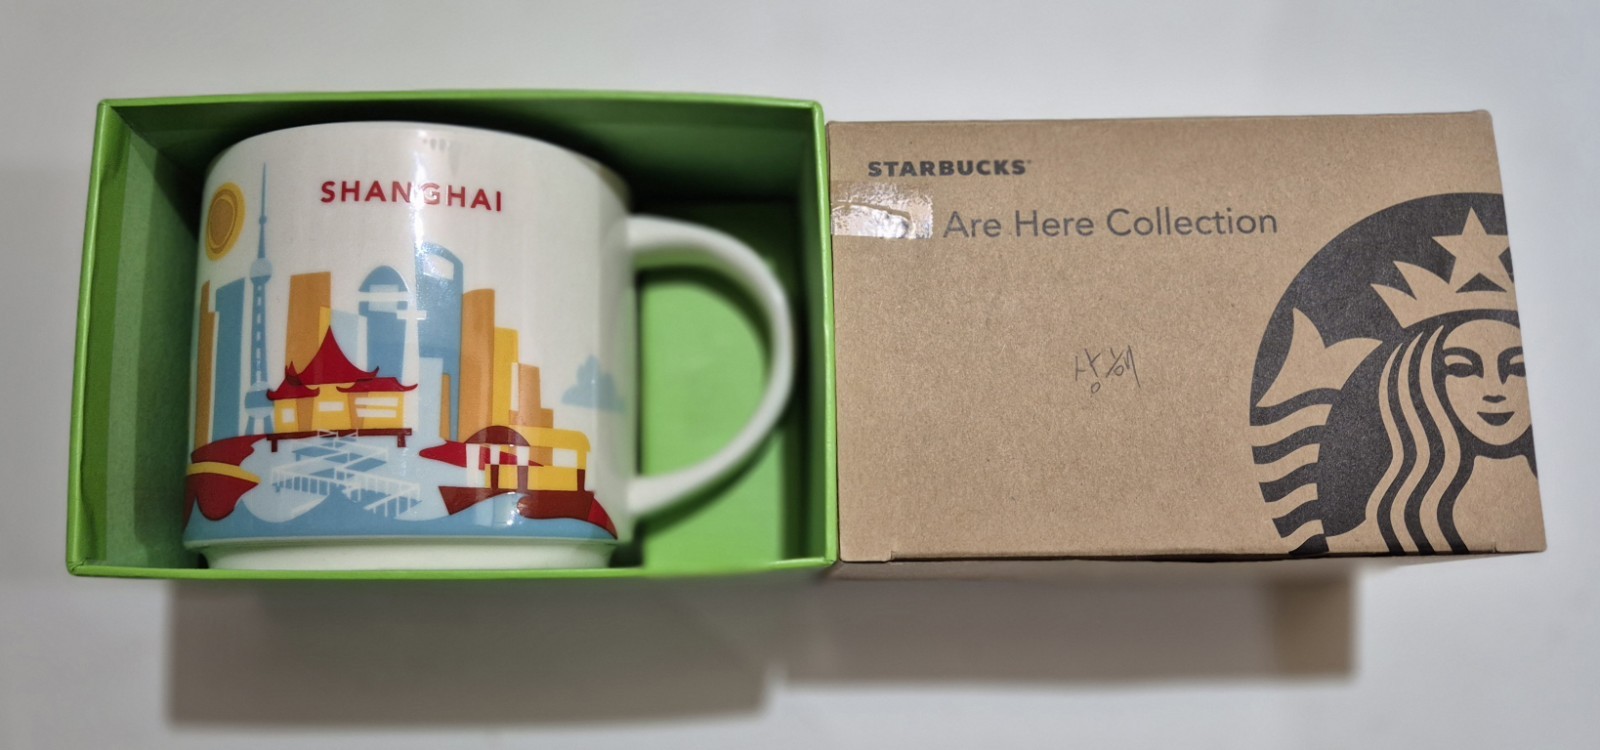 SHANGHAI
STARBUCKS
Are Here Collection
상해